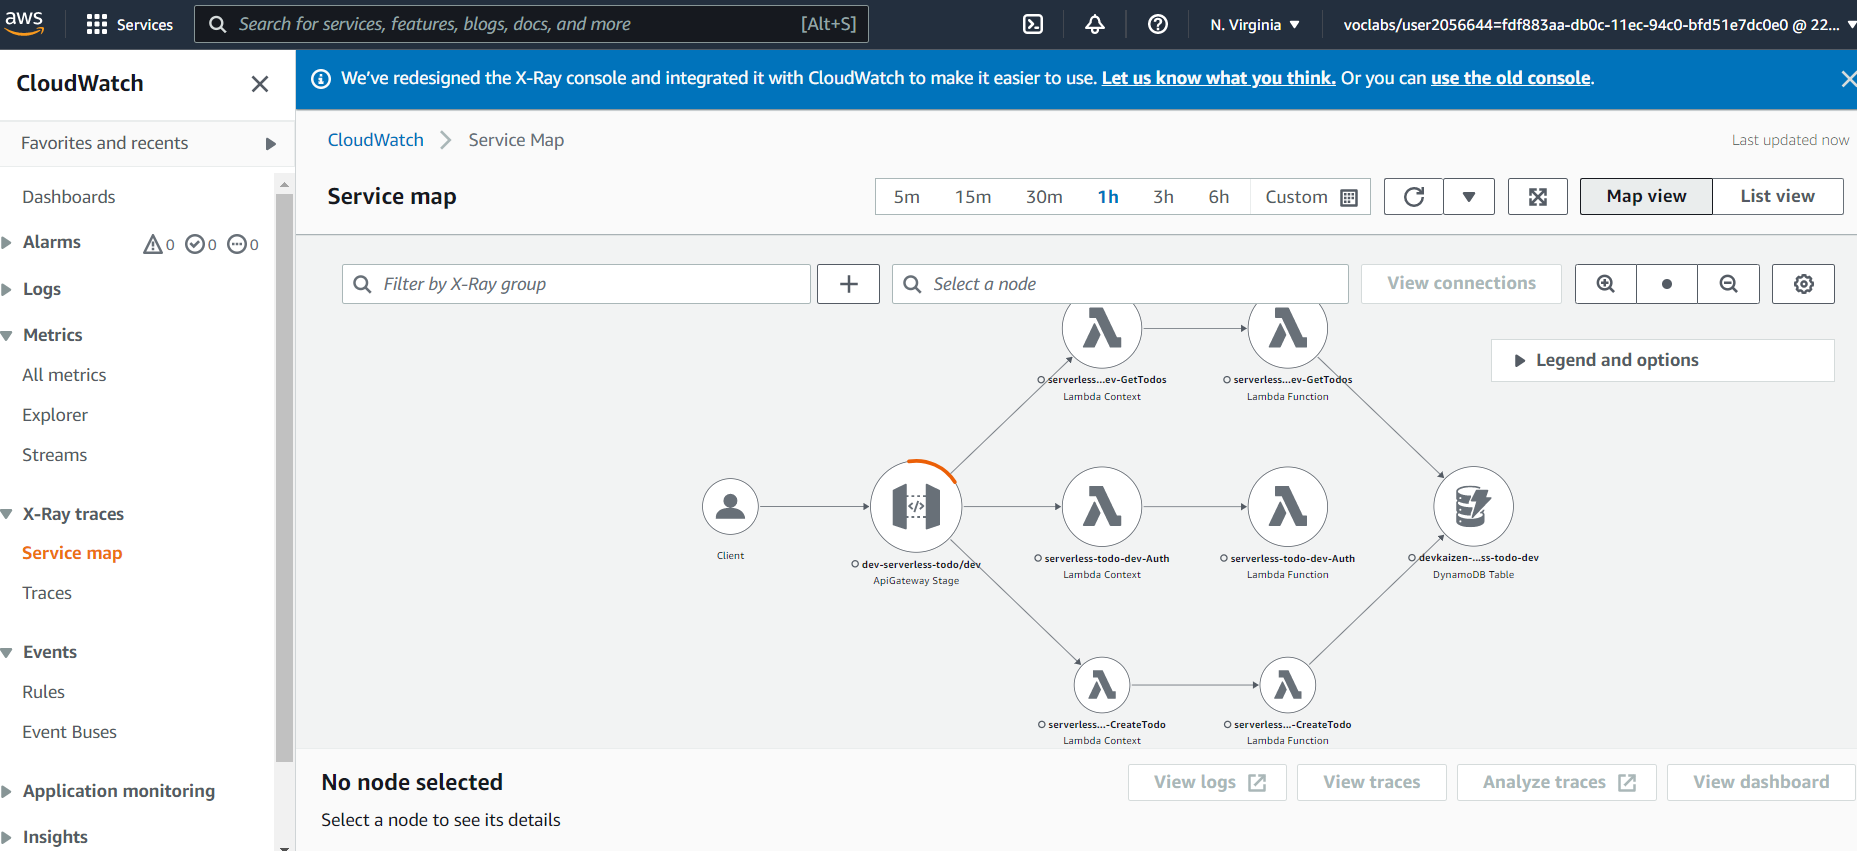 aws
Services
Search for services, features, blogs, docs, and more
[Alt+S]
N. Virginia
voclabs/user2056644=fdf883aa-db0c-11ec-94c0-bfd51e7dc0e0 @ 22...
CloudWatch
We've redesigned the X-Ray console and integrated it with CloudWatch to make it easier to use. Let us know what you think. Or you can use the old console.
Favorites and recents
Dashboards
Alarms 0 0 0
Logs
Metrics
All metrics
Explorer
Streams
X-Ray traces
Service map
Traces
Events
Rules
Event Buses
Application monitoring
Insights
CloudWatch
Service Map
Last updated now
Service map
5m 15m 30m 1h 3h 6h Custom
Map view
List view
Filter by X-Ray group
Select a node
View connections
Legend and options
serverless...ev-GetTodos
Lambda Context
serverless...ev-GetTodos
Lambda Function
Client
dev-serverless-todo/dev
ApiGateway Stage
serverless-todo-dev-Auth
Lambda Context
serverless-todo-dev-Auth
Lambda Function
devkaizen-...ss-todo-dev
DynamoDB Table
serverless...-CreateTodo
Lambda Context
serverless...-CreateTodo
Lambda Function
No node selected
View logs
View traces
Analyze traces
View dashboard
Select a node to see its details